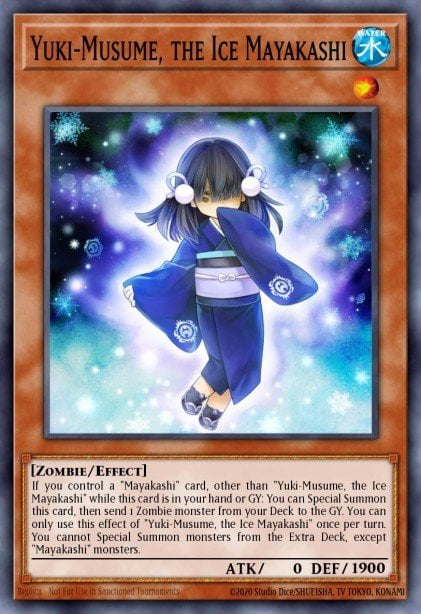 Yuki-Musume, the Ice Mayakashi
WATER
水
[Zombie/Effect]
If you control a "Mayakashi" card, other than "Yuki-Musume, the Ice
Mayakashi" while this card is in your hand or GY: You can Special Summon
this card, then send 1 Zombie monster from your Deck to the GY. You can
only use this effect of "Yuki-Musume, the Ice Mayakashi" once per turn.
You cannot Special Summon monsters from the Extra Deck, except
"Mayakashi" monsters.
ATK/ 0 DEF/1900
Replica - Not For Use in Sanctioned Tournaments
©2020 Studio Dice/SHUEISHA, TV TOKYO, KONAMI